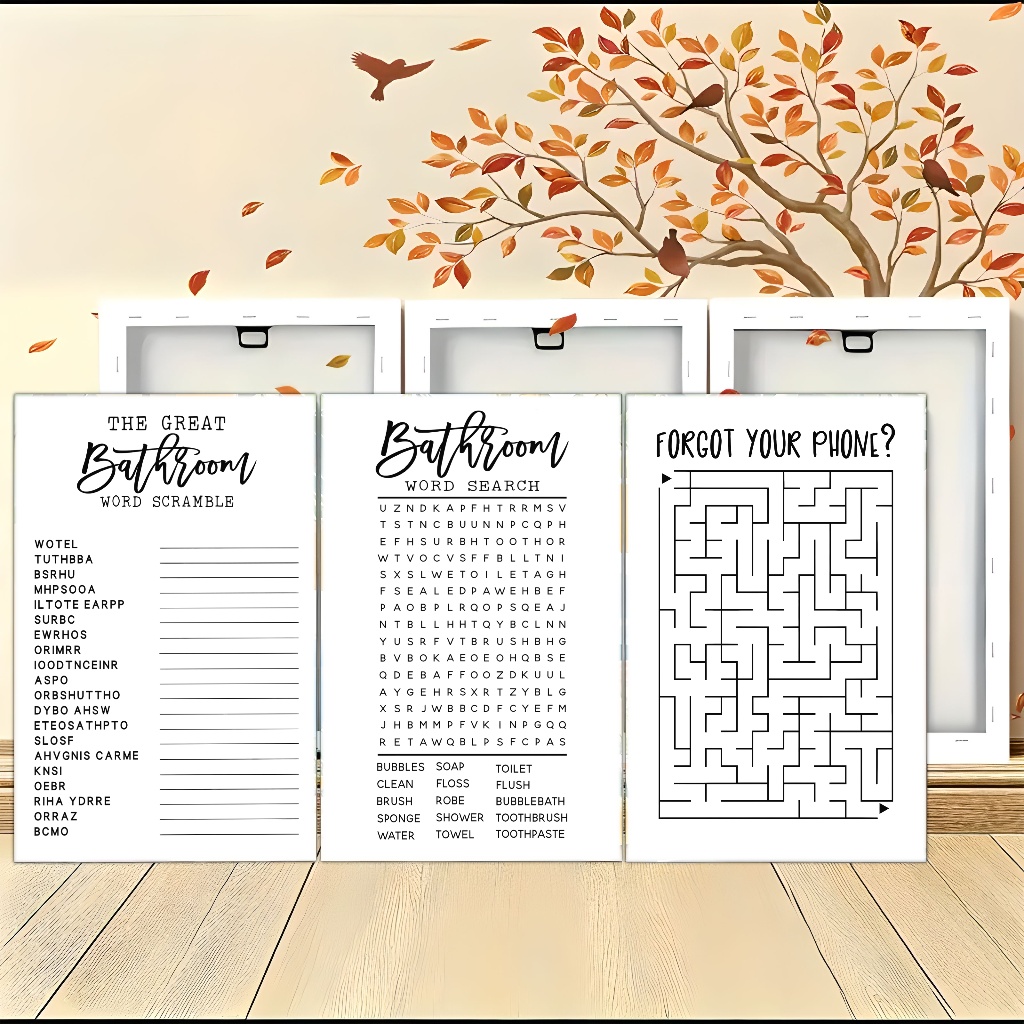 THE GREAT
Bathroom
WORD SCRAMBLE
WOTEL
TUTHBBA
BSRHU
MHPSOOA
ILTOTE EARPP
SURBC
EWRHOS
ORIMRR
IOODTNCEINR
ASPO
ORBSHUTTHO
DYBO AHSW
ETEOSATHPTO
SLOSF
AHVGNIS CARME
KNSI
OEBR
RIHA YDRRE
ORRAZ
BCMO
Bathroom
WORD SEARCH
U Z N D K A P F H T R R M S V
T S T N C B U U N N P C Q P H
E F H S U R B H T O O T H O R
W T V O C V S F F B L L T N I
S X S L W E T O I L E T A G H
F S E A L E D P A W E H B E F
P A O B P L R Q O P S Q E A J
N T B L L H H T Q Y B C L N N
Y U S R F V T B R U S H B H G
B V B O K A E O E O H Q B S E
Q D E B A F F O O Z D K U U L
A Y G E H R S X R T Z Y B L G
X S R J W B B C D F C Y E F M
J H B M M P F V K I N P G Q Q
R E T A W Q B L P S F C P A S
BUBBLES SOAP TOILET
CLEAN FLOSS FLUSH
BRUSH ROBE BUBBLEBATH
SPONGE SHOWER TOOTHBRUSH
WATER TOWEL TOOTHPASTE
FORGOT YOUR PHONE?